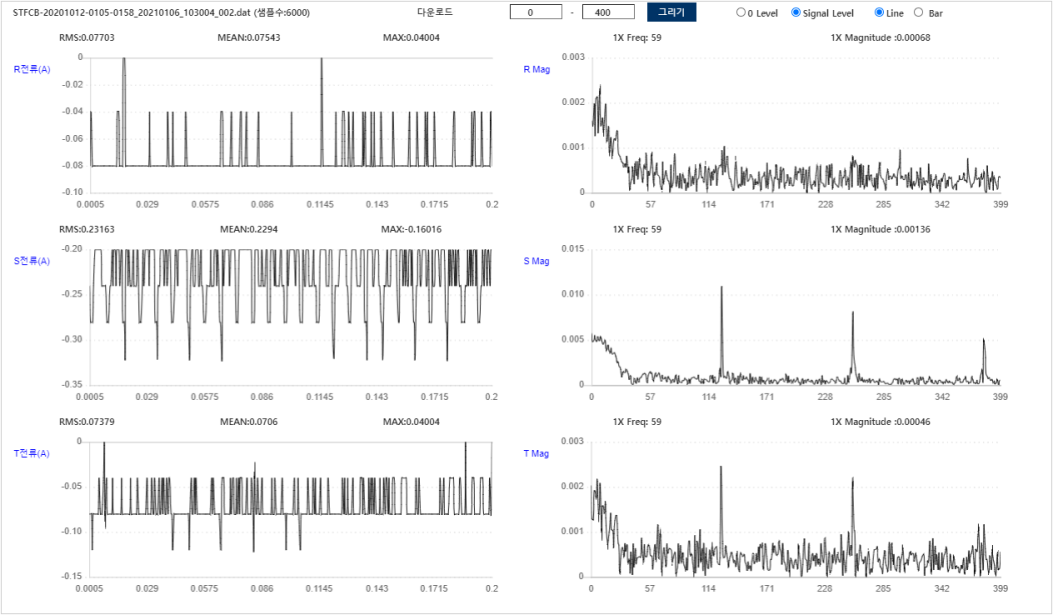 STFCB-20201012-0105-0158_20210106_103004_002.dat (샘플수:6000) 다운로드 0 - 400 그리기 0 Level Signal Level Line Bar
RMS:0.07703 MEAN:0.07543 MAX:0.04004 1X Freq: 59 1X Magnitude :0.00068
R전류(A) R Mag
0 -0.02 -0.04 -0.06 -0.08 -0.10
0.0005 0.029 0.0575 0.086 0.1145 0.143 0.1715 0.2
0.003 0.002 0.001 0
0 57 114 171 228 285 342 399
RMS:0.23163 MEAN:0.2294 MAX:-0.16016 1X Freq: 59 1X Magnitude :0.00136
S전류(A) S Mag
-0.20 -0.25 -0.30 -0.35
0.0005 0.029 0.0575 0.086 0.1145 0.143 0.1715 0.2
0.015 0.010 0.005 0
0 57 114 171 228 285 342 399
RMS:0.07379 MEAN:0.0706 MAX:0.04004 1X Freq: 59 1X Magnitude :0.00046
T전류(A) T Mag
0 -0.05 -0.10 -0.15
0.0005 0.029 0.0575 0.086 0.1145 0.143 0.1715 0.2
0.003 0.002 0.001 0
0 57 114 171 228 285 342 399